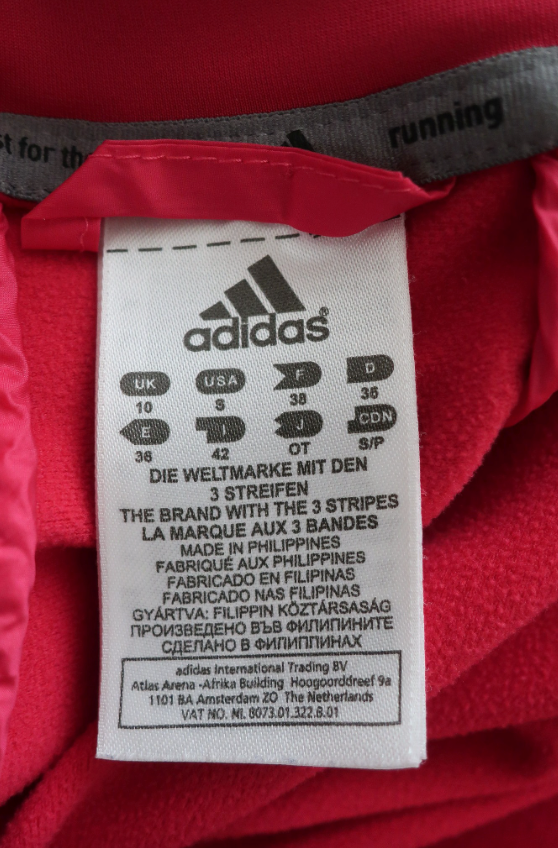 st for th
running
adidas®
UK USA F D
10 S 38 36
E I J CDN
36 42 OT S/P
DIE WELTMARKE MIT DEN
3 STREIFEN
THE BRAND WITH THE 3 STRIPES
LA MARQUE AUX 3 BANDES
MADE IN PHILIPPINES
FABRIQUÉ AUX PHILIPPINES
FABRICADO EN FILIPINAS
FABRICADO NAS FILIPINAS
GYÁRTVA: FILIPPIN KÖZTÁRSASÁG
ПРОИЗВЕДЕНО ВЪВ ФИЛИПИНИТЕ
СДЕЛАНО В ФИЛИППИНАХ
adidas International Trading BV
Atlas Arena -Afrika Building Hoogoorddreef 9a
1101 BA Amsterdam ZO The Netherlands
VAT NO. NL 8073.01.322.B.01